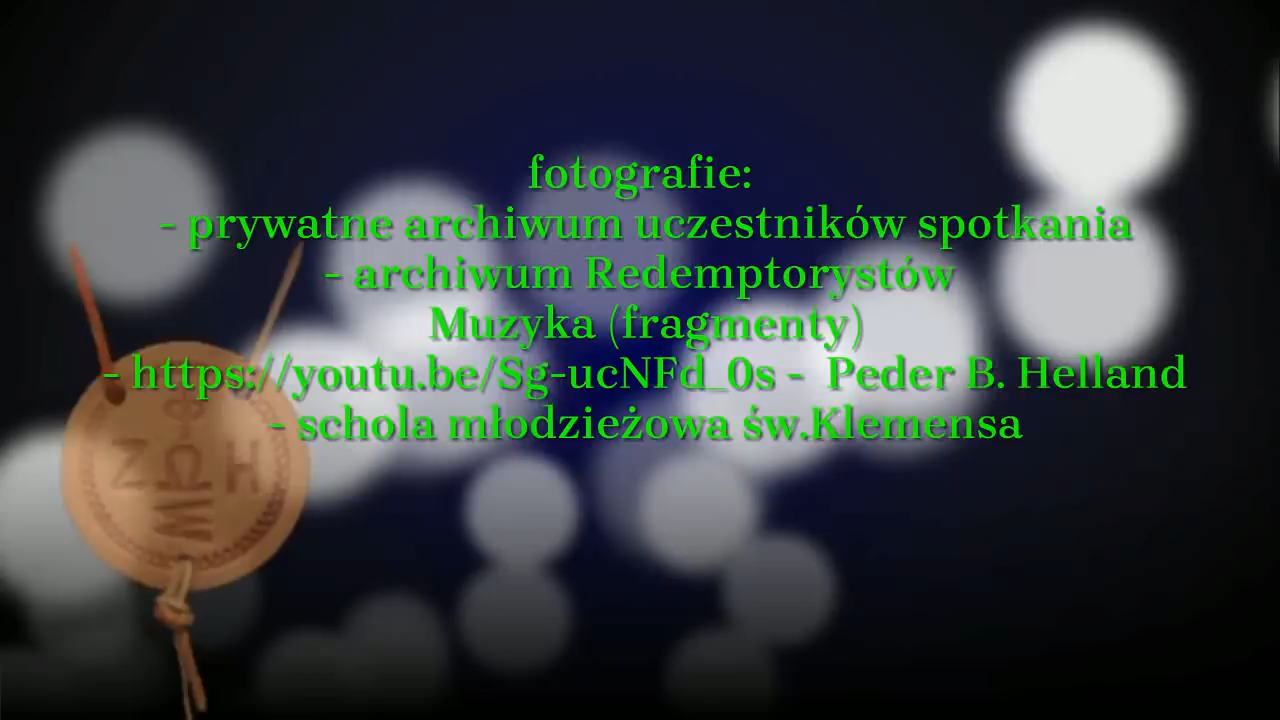 fotografie:
- prywatne archiwum uczestników spotkania
- archiwum Redemptorystów
Muzyka (fragmenty)
- https://youtu.be/Sg-ucNFd_0s - Peder B. Helland
- schola młodzieżowa św.Klemensa